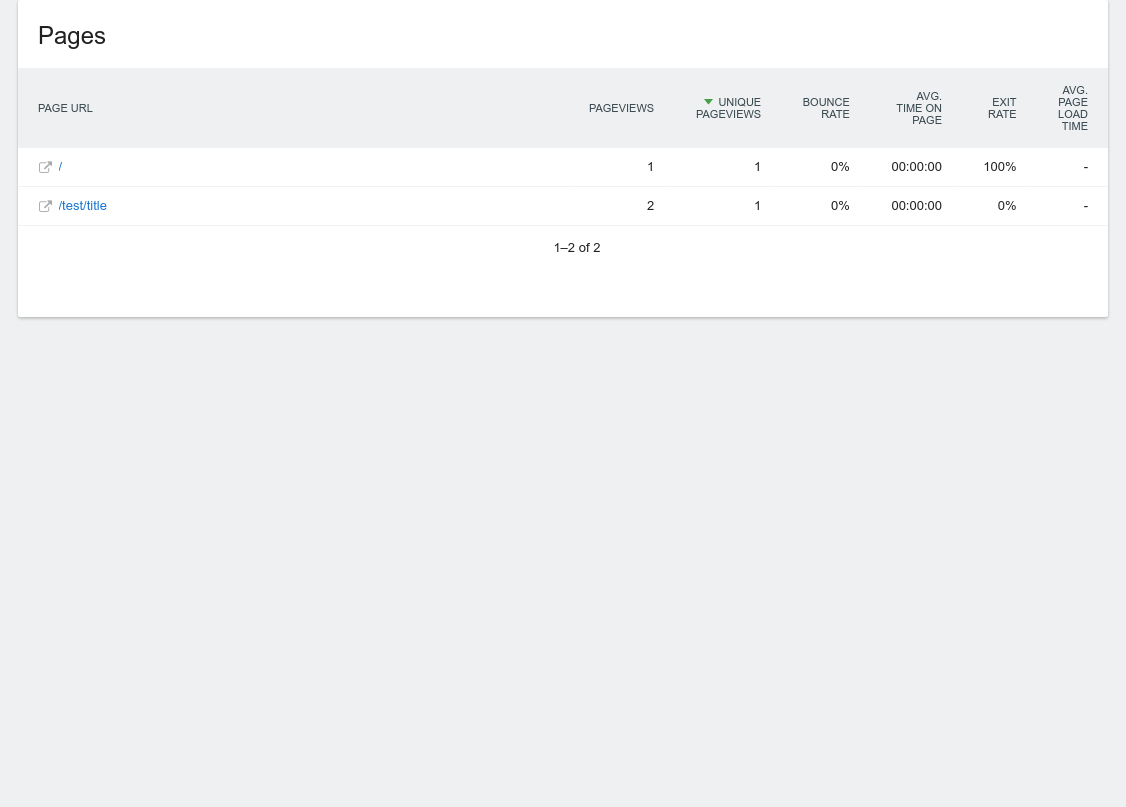 Pages
PAGE URL
PAGEVIEWS
UNIQUE
PAGEVIEWS
BOUNCE
RATE
AVG.
TIME ON
PAGE
EXIT
RATE
AVG.
PAGE
LOAD
TIME
/ 1 1 0% 00:00:00 100% -
/test/title 2 1 0% 00:00:00 0% -
1–2 of 2